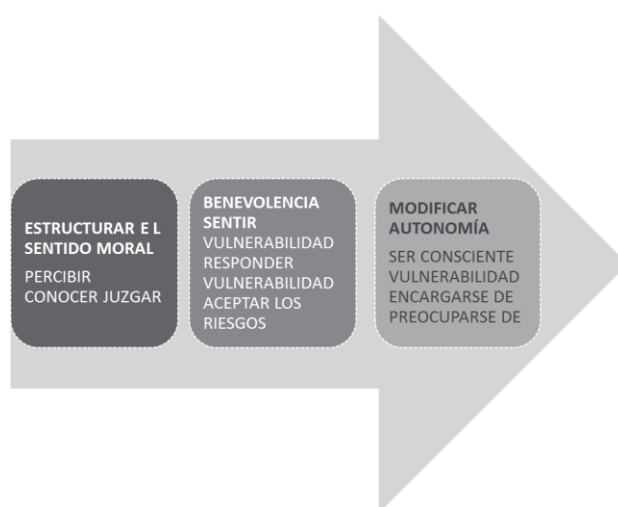 ESTRUCTURAR E L
SENTIDO MORAL
PERCIBIR
CONOCER JUZGAR
BENEVOLENCIA
SENTIR
VULNERABILIDAD
RESPONDER
VULNERABILIDAD
ACEPTAR LOS
RIESGOS
MODIFICAR
AUTONOMÍA
SER CONSCIENTE
VULNERABILIDAD
ENCARGARSE DE
PREOCUPARSE DE